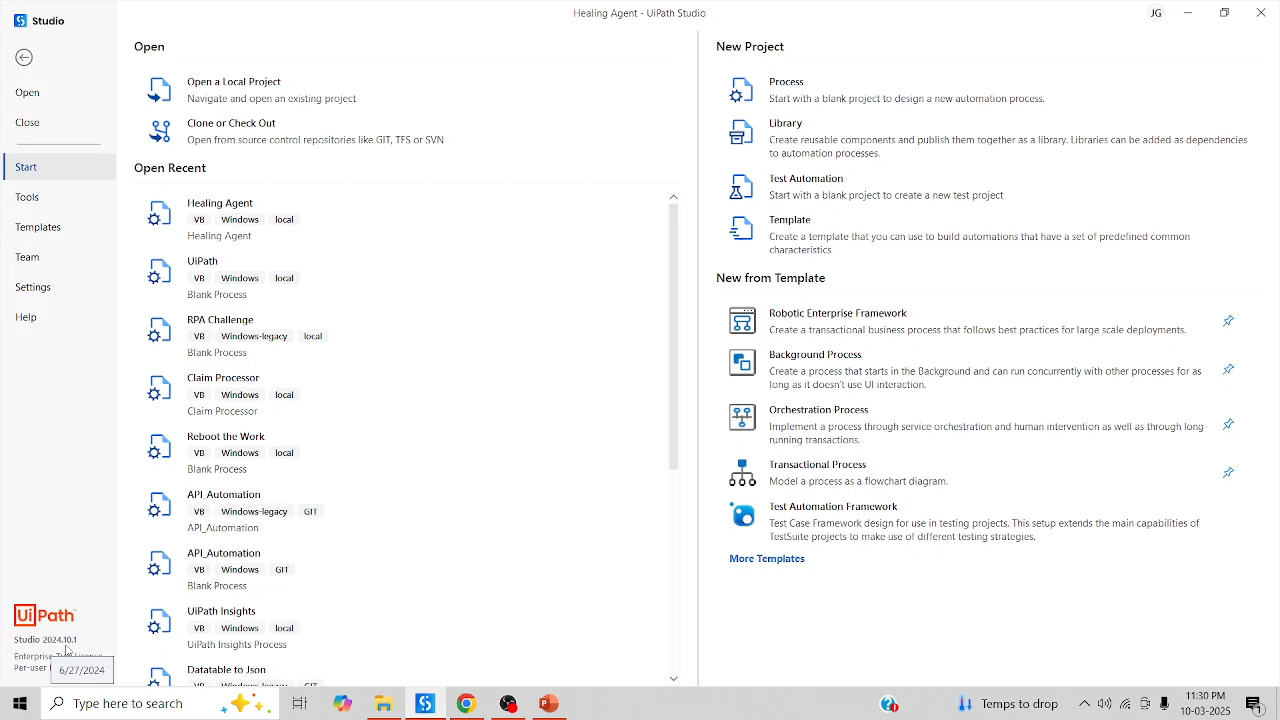 Studio
Healing Agent - UiPath Studio
JG
Open
Close
Start
Tools
Templates
Team
Settings
Help
UiPath
Studio 2024.10.1
Enterprise
Per-user
6/27/2024
Open
Open a Local Project
Navigate and open an existing project
Clone or Check Out
Open from source control repositories like GIT, TFS or SVN
Open Recent
Healing Agent
VB Windows local
Healing Agent
UiPath
VB Windows local
Blank Process
RPA Challenge
VB Windows-legacy local
Blank Process
Claim Processor
VB Windows local
Claim Processor
Reboot the Work
VB Windows local
Blank Process
API_Automation
VB Windows-legacy GIT
API_Automation
API_Automation
VB Windows GIT
Blank Process
UiPath Insights
VB Windows local
UiPath Insights Process
Datatable to Json
VB Windows-legacy GIT
New Project
Process
Start with a blank project to design a new automation process.
Library
Create reusable components and publish them together as a library. Libraries can be added as dependencies
to automation processes.
Test Automation
Start with a blank project to create a new test project
Template
Create a template that you can use to build automations that have a set of predefined common
characteristics
New from Template
Robotic Enterprise Framework
Create a transactional business process that follows best practices for large scale deployments.
Background Process
Create a process that starts in the Background and can run concurrently with other processes for as
long as it doesn't use UI interaction.
Orchestration Process
Implement a process through service orchestration and human intervention as well as through long-
running transactions.
Transactional Process
Model a process as a flowchart diagram.
Test Automation Framework
Test Case Framework design for use in testing projects. This setup extends the main capabilities of
TestSuite projects to make use of different testing strategies.
More Templates
Type here to search
Temps to drop
11:30 PM
10-03-2025
1